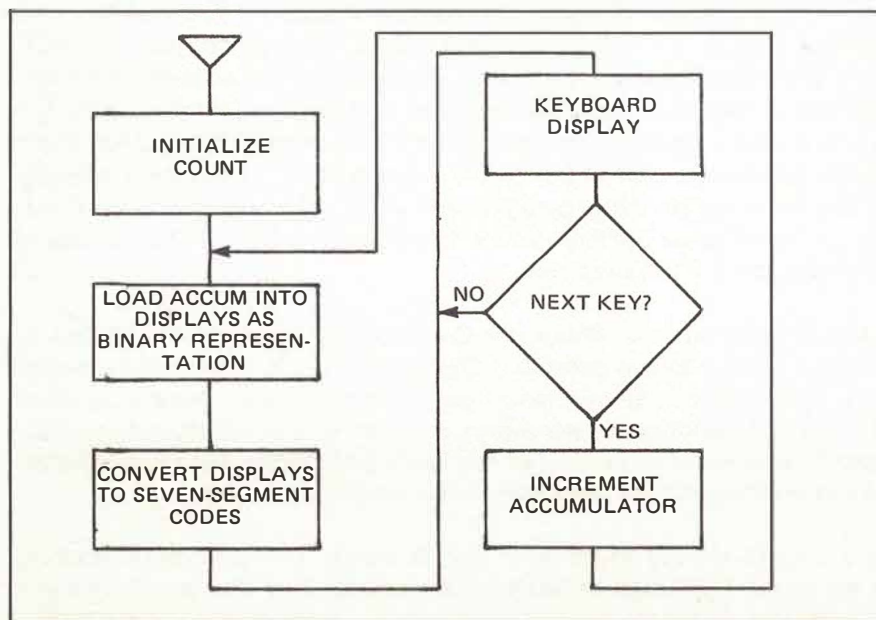 INITIALIZE
COUNT
LOAD ACCUM INTO
DISPLAYS AS
BINARY REPRESEN-
TATION
CONVERT DISPLAYS
TO SEVEN-SEGMENT
CODES
KEYBOARD
DISPLAY
NEXT KEY?
NO
YES
INCREMENT
ACCUMULATOR